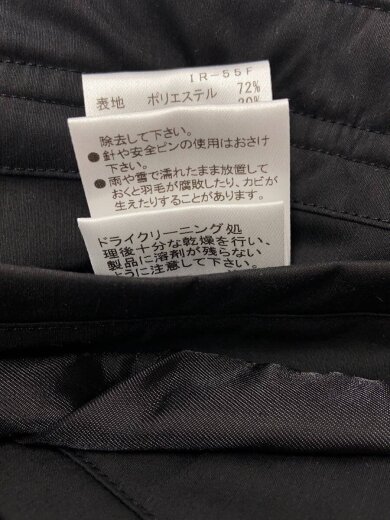 IR-55F
表地 ポリエステル 72%
除去して下さい。
●針や安全ピンの使用はおさけ
下さい。
●雨や雪で濡れたまま放置して
おくと羽毛が腐敗したり、カビが
生えたりすることがあります。
ドライクリーニング処
理後十分な乾燥を行い、
製品に溶剤が残らない
ように注意して下さい。